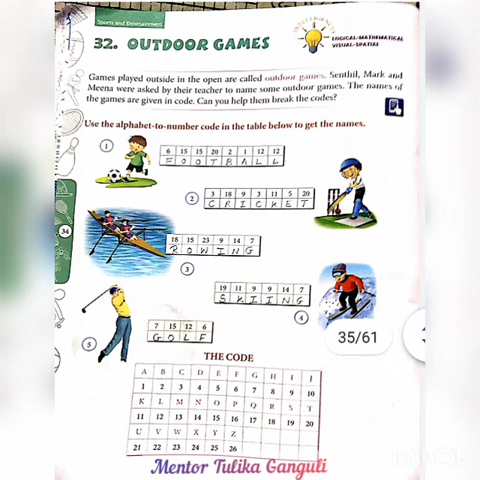 Sports and Entertainment
32. OUTDOOR GAMES
INTELLIGENCE
LOGICAL-MATHEMATICAL
VISUAL-SPATIAL
Games played outside in the open are called outdoor games. Senthil, Mark and
Meena were asked by their teacher to name some outdoor games. The names of
the games are given in code. Can you help them break the codes?
Use the alphabet-to-number code in the table below to get the names.
1
6 15 15 20 2 1 12 12
F O O T B A L L
2
3 18 9 3 11 5 20
C R I C K E T
34
18 15 23 9 14 7
R O W I N G
3
19 11 9 9 14 7
S K I I N G
4
7 15 12 6
G O L F
5
35/61
THE CODE
A B C D E F G H I J
1 2 3 4 5 6 7 8 9 10
K L M N O P Q R S T
11 12 13 14 15 16 17 18 19 20
U V W X Y Z
21 22 23 24 25 26
Mentor Tulika Ganguli